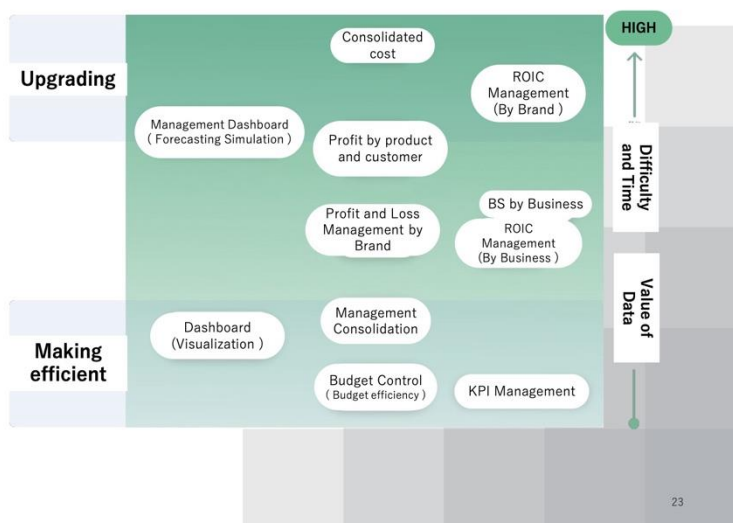 Consolidated
cost
HIGH
Upgrading
ROIC
Management
(By Brand )
Management Dashboard
( Forecasting Simulation )
Profit by product
and customer
Difficulty
and Time
BS by Business
Profit and Loss
Management by
Brand
ROIC
Management
(By Business )
Value of
Data
Management
Consolidation
Dashboard
(Visualization )
Making
efficient
Budget Control
( Budget efficiency )
KPI Management
23